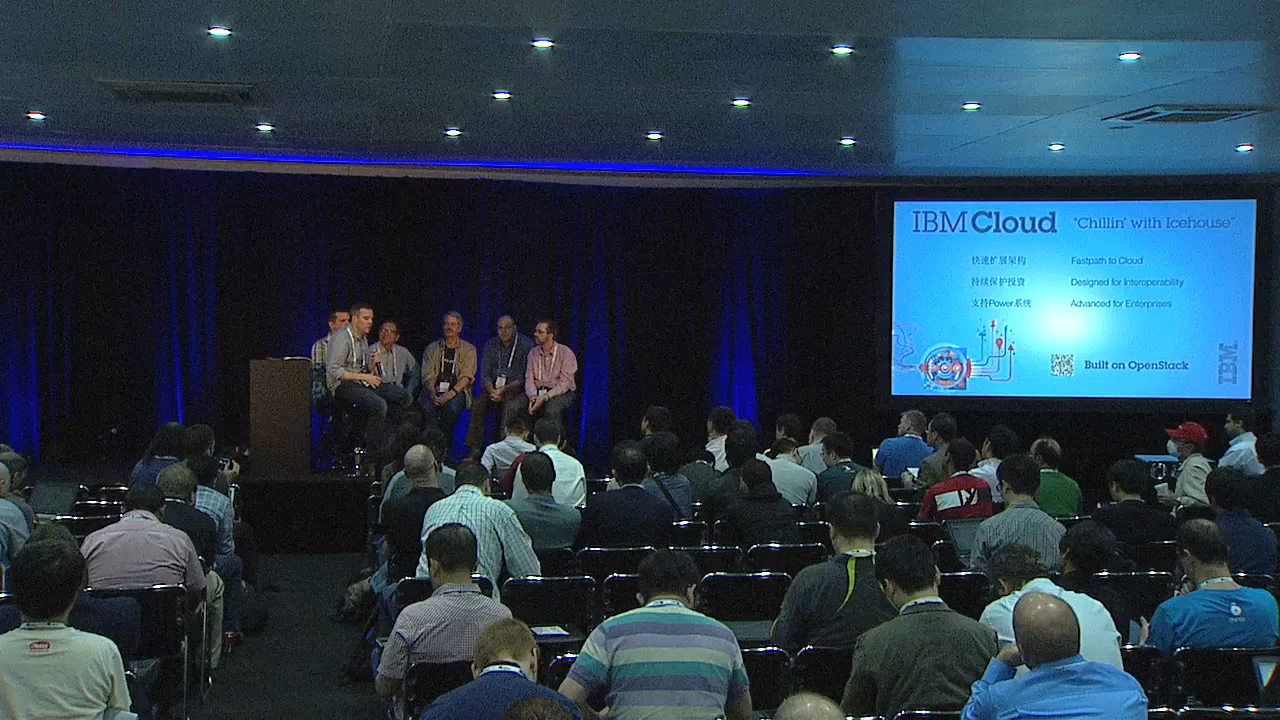 IBM Cloud "Chillin' with Icehouse"
快速扩展架构 Fastpath to Cloud
持续保护投资 Designed for Interoperability
支持Power系统 Advanced for Enterprises
Built on OpenStack
IBM